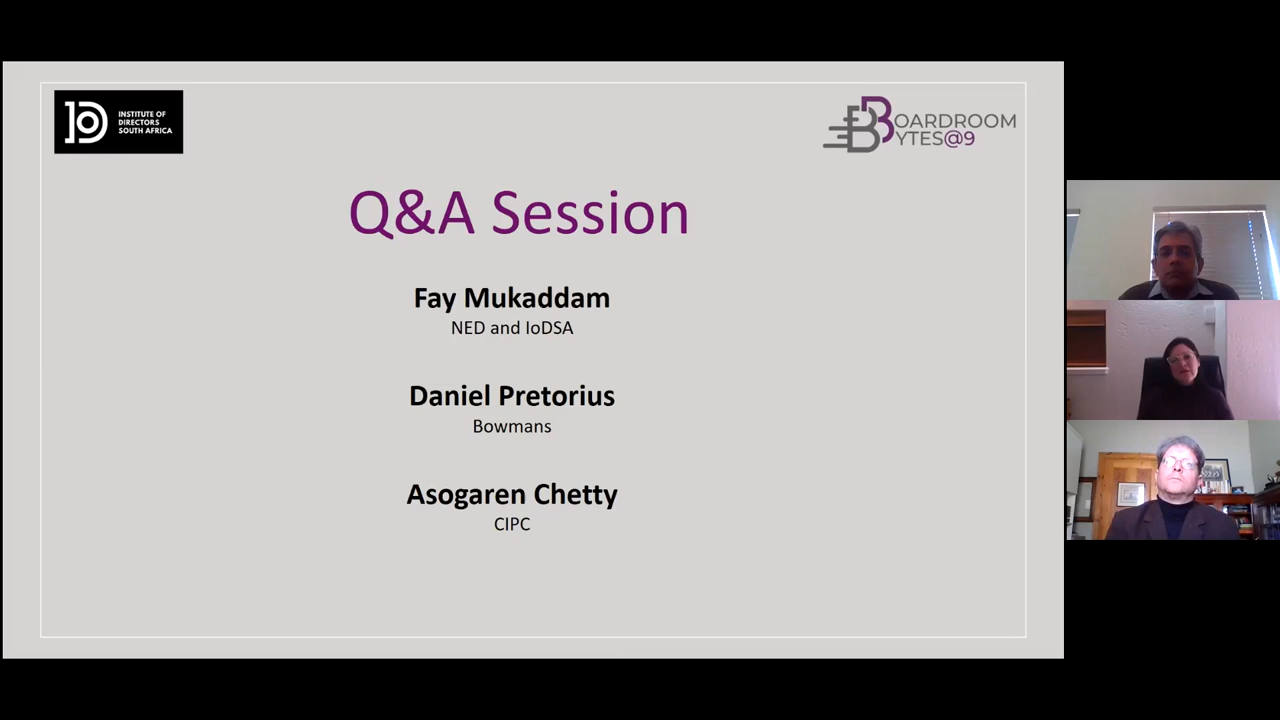 INSTITUTE OF
DIRECTORS
SOUTH AFRICA
BOARDROOM
BYTES@9
Q&A Session
Fay Mukaddam
NED and IoDSA
Daniel Pretorius
Bowmans
Asogaren Chetty
CIPC